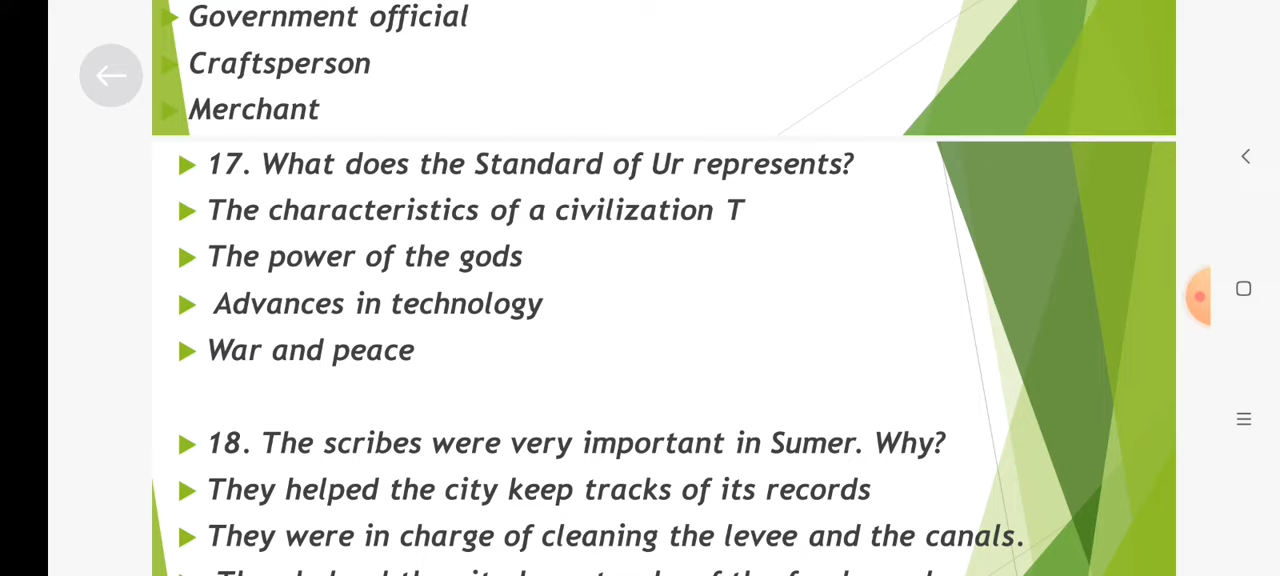 Government official
Craftsperson
Merchant
17. What does the Standard of Ur represents?
The characteristics of a civilization T
The power of the gods
Advances in technology
War and peace
18. The scribes were very important in Sumer. Why?
They helped the city keep tracks of its records
They were in charge of cleaning the levee and the canals.